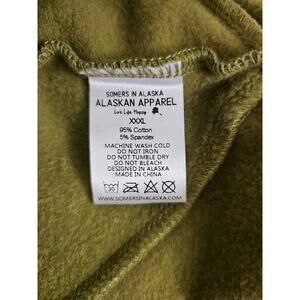 SOMERS IN ALASKA
ALASKAN APPAREL
Live Life Happy
XXXL
95% Cotton
5% Spandex
MACHINE WASH COLD
DO NOT IRON
DO NOT TUMBLE DRY
DO NOT BLEACH
DESIGNED IN ALASKA
MADE IN CHINA
WWW.SOMERSINALASKA.COM